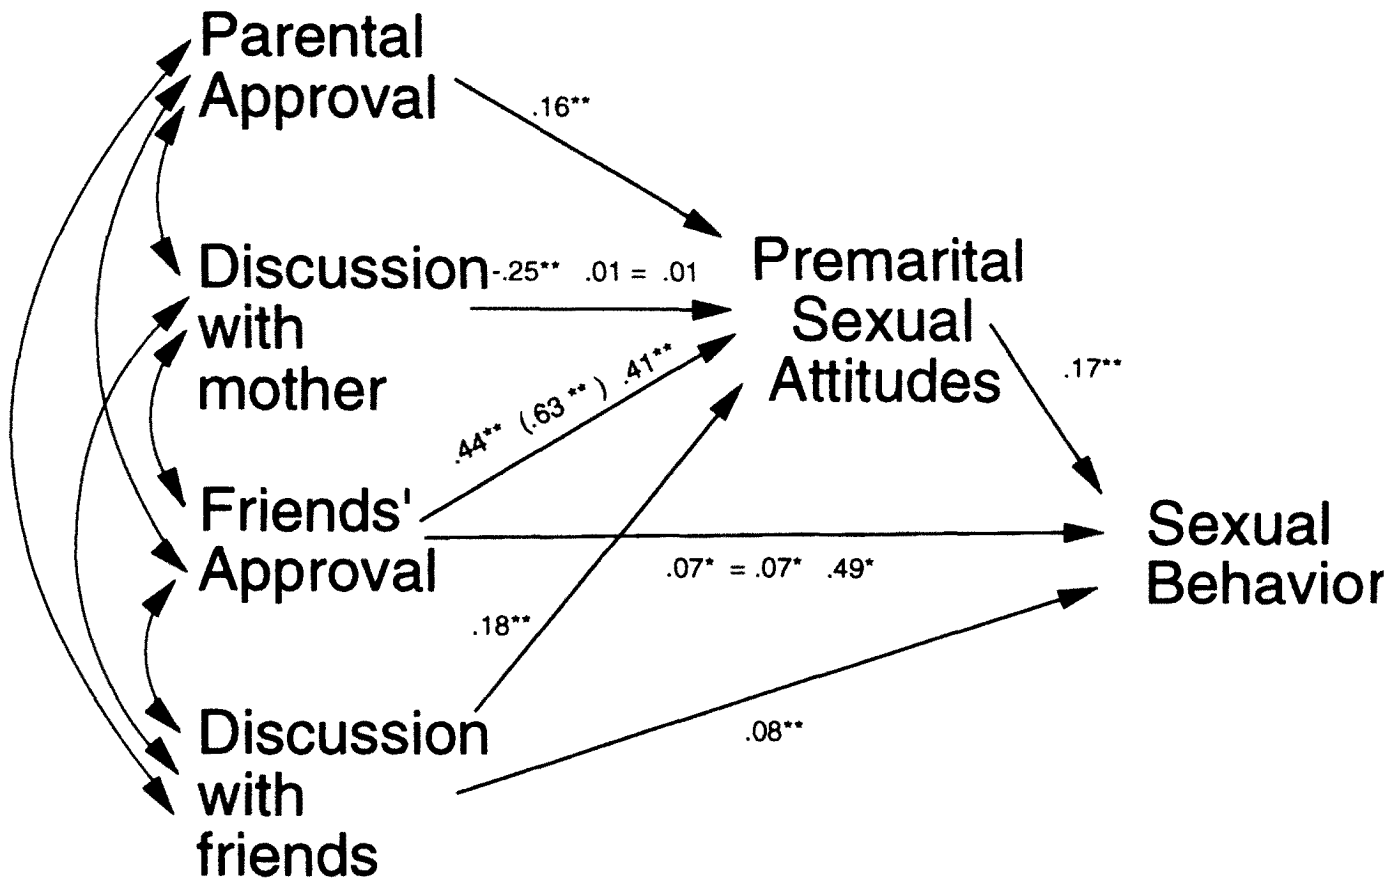 Parental
Approval
.16**
Discussion
with
mother
-.25** .01 = .01
Premarital
Sexual
Attitudes
.44** (.63**) .41**
.17**
Friends'
Approval
.07* = .07* .49*
Sexual
Behavior
.18**
Discussion
with
friends
.08**